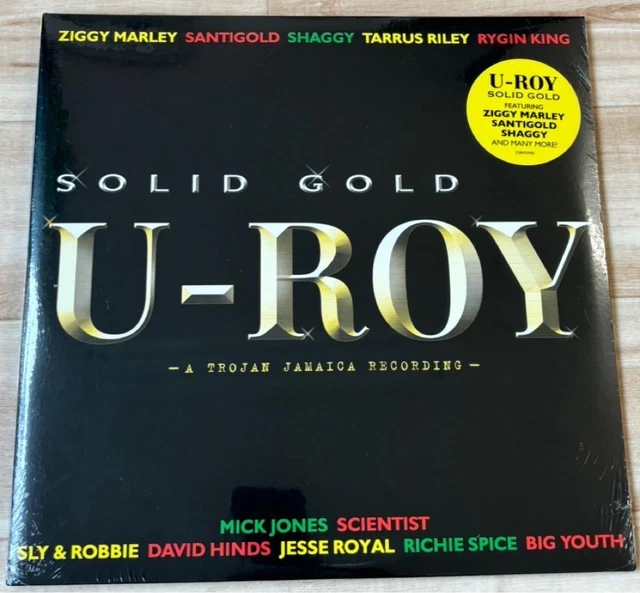 ZIGGY MARLEY SANTIGOLD SHAGGY TARRUS RILEY RYGIN KING
U-ROY
SOLID GOLD
FEATURING
ZIGGY MARLEY
SANTIGOLD
SHAGGY
AND MANY MORE!
SOLID GOLD
U-ROY
– A TROJAN JAMAICA RECORDING –
MICK JONES SCIENTIST
SLY & ROBBIE DAVID HINDS JESSE ROYAL RICHIE SPICE BIG YOUTH